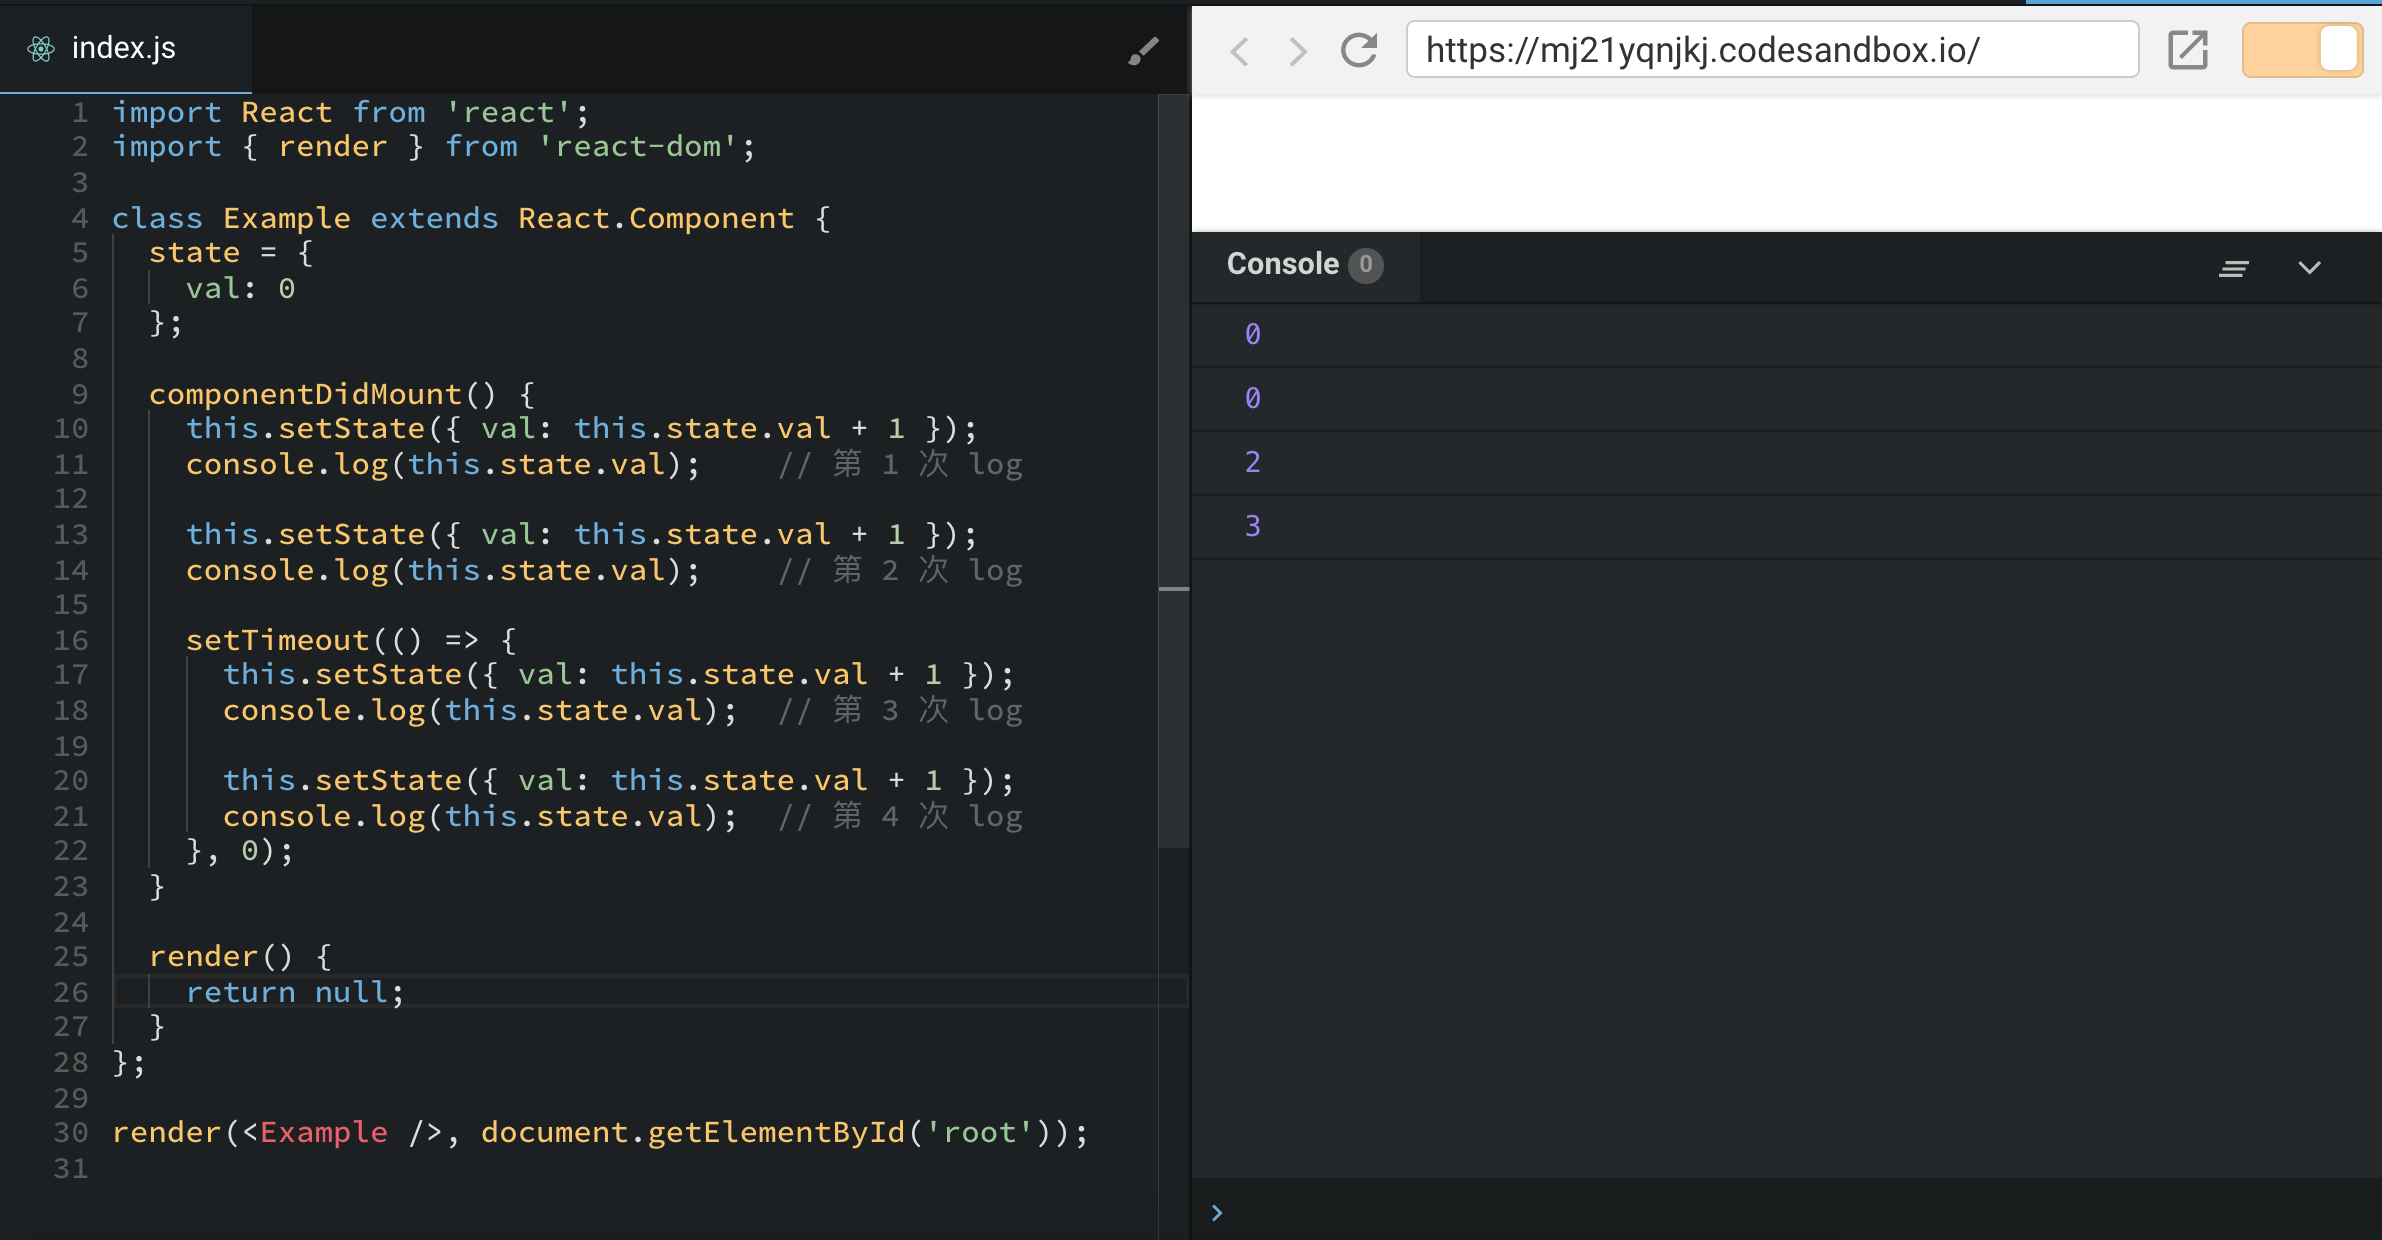 index.js
1 import React from 'react';
2 import { render } from 'react-dom';
3
4 class Example extends React.Component {
5   state = {
6     val: 0
7   };
8
9   componentDidMount() {
10     this.setState({ val: this.state.val + 1 });
11     console.log(this.state.val);    // 第 1 次 log
12
13     this.setState({ val: this.state.val + 1 });
14     console.log(this.state.val);    // 第 2 次 log
15
16     setTimeout(() => {
17       this.setState({ val: this.state.val + 1 });
18       console.log(this.state.val);  // 第 3 次 log
19
20       this.setState({ val: this.state.val + 1 });
21       console.log(this.state.val);  // 第 4 次 log
22     }, 0);
23   }
24
25   render() {
26     return null;
27   }
28 };
29
30 render(<Example />, document.getElementById('root'));
31
https://mj21yqnjkj.codesandbox.io/
Console 0
0
0
2
3